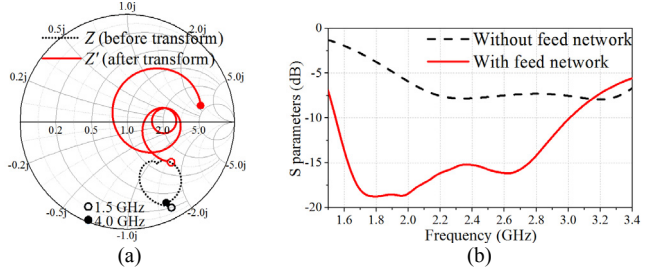 (a)
1.0j
0.5j
2.0j
Z (before transform)
Z' (after transform)
0.2j
5.0j
0.2 0.5 1.0 2.0 5.0
-0.2j
-5.0j
-0.5j
-2.0j
1.5 GHz
4.0 GHz
-1.0j
(a)
0
-5
-10
-15
-20
S parameters (dB)
Without feed network
With feed network
1.6 1.8 2.0 2.2 2.4 2.6 2.8 3.0 3.2 3.4
Frequency (GHz)
(b)